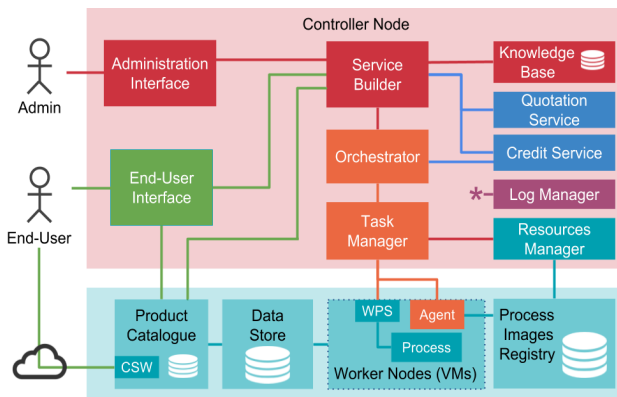 Controller Node
Administration
Interface
Service
Builder
Knowledge
Base
Admin
Quotation
Service
Orchestrator
Credit Service
End-User
Interface
* Log Manager
End-User
Task
Manager
Resources
Manager
Product
Catalogue
CSW
Data
Store
WPS
Agent
Process
Worker Nodes (VMs)
Process
Images
Registry